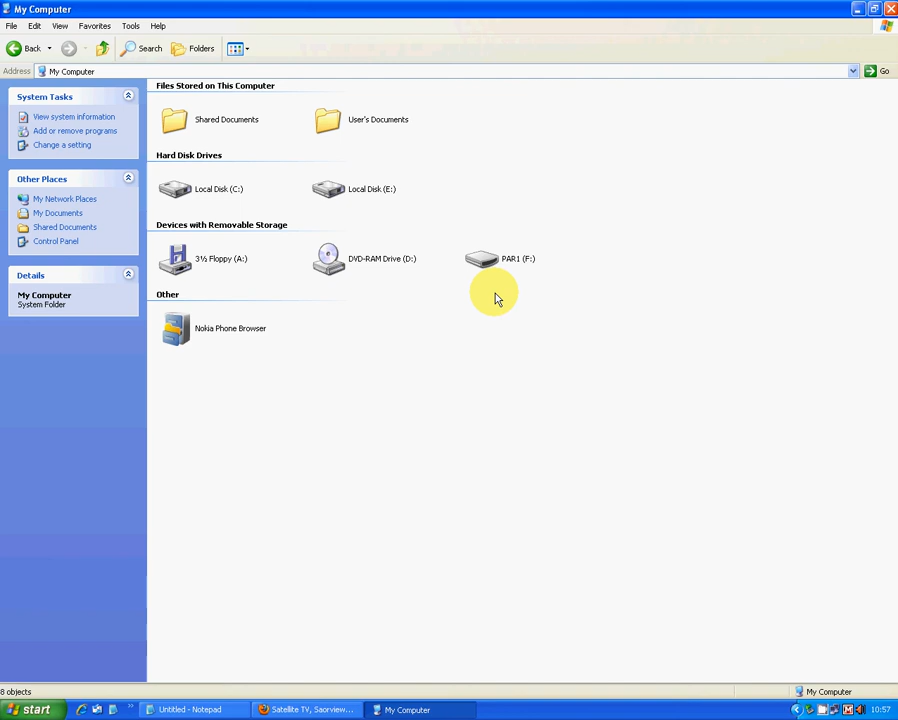 My Computer
File Edit View Favorites Tools Help
Back Search Folders
Address My Computer Go
System Tasks
View system information
Add or remove programs
Change a setting
Other Places
My Network Places
My Documents
Shared Documents
Control Panel
Details
My Computer
System Folder
Files Stored on This Computer
Shared Documents User's Documents
Hard Disk Drives
Local Disk (C:) Local Disk (E:)
Devices with Removable Storage
3½ Floppy (A:) DVD-RAM Drive (D:) PAR1 (F:)
Other
Nokia Phone Browser
8 objects My Computer
start Untitled - Notepad Satellite TV, Saorview... My Computer 10:57